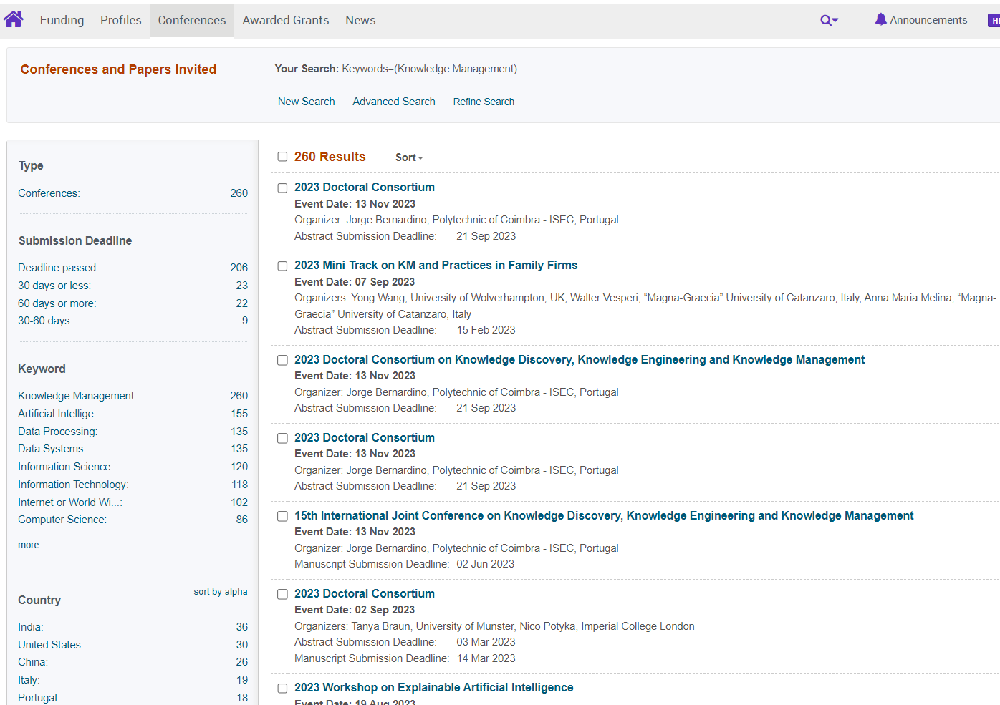 Funding Profiles Conferences Awarded Grants News Announcements
Conferences and Papers Invited
Your Search: Keywords=(Knowledge Management)
New Search Advanced Search Refine Search
Type
Conferences: 260
Submission Deadline
Deadline passed: 206
30 days or less: 23
60 days or more: 22
30-60 days: 9
Keyword
Knowledge Management: 260
Artificial Intellige...: 155
Data Processing: 135
Data Systems: 135
Information Science ...: 120
Information Technology: 118
Internet or World Wi...: 102
Computer Science: 86
more...
sort by alpha
Country
India: 36
United States: 30
China: 26
Italy: 19
Portugal: 18
260 Results Sort
2023 Doctoral Consortium
Event Date: 13 Nov 2023
Organizer: Jorge Bernardino, Polytechnic of Coimbra - ISEC, Portugal
Abstract Submission Deadline: 21 Sep 2023
2023 Mini Track on KM and Practices in Family Firms
Event Date: 07 Sep 2023
Organizers: Yong Wang, University of Wolverhampton, UK, Walter Vesperi, “Magna-Graecia” University of Catanzaro, Italy, Anna Maria Melina, “Magna-
Graecia” University of Catanzaro, Italy
Abstract Submission Deadline: 15 Feb 2023
2023 Doctoral Consortium on Knowledge Discovery, Knowledge Engineering and Knowledge Management
Event Date: 13 Nov 2023
Organizer: Jorge Bernardino, Polytechnic of Coimbra - ISEC, Portugal
Abstract Submission Deadline: 21 Sep 2023
2023 Doctoral Consortium
Event Date: 13 Nov 2023
Organizer: Jorge Bernardino, Polytechnic of Coimbra - ISEC, Portugal
Abstract Submission Deadline: 21 Sep 2023
15th International Joint Conference on Knowledge Discovery, Knowledge Engineering and Knowledge Management
Event Date: 13 Nov 2023
Organizer: Jorge Bernardino, Polytechnic of Coimbra - ISEC, Portugal
Manuscript Submission Deadline: 02 Jun 2023
2023 Doctoral Consortium
Event Date: 02 Sep 2023
Organizers: Tanya Braun, University of Münster, Nico Potyka, Imperial College London
Abstract Submission Deadline: 03 Mar 2023
Manuscript Submission Deadline: 14 Mar 2023
2023 Workshop on Explainable Artificial Intelligence
Event Date: 19 Aug 2023